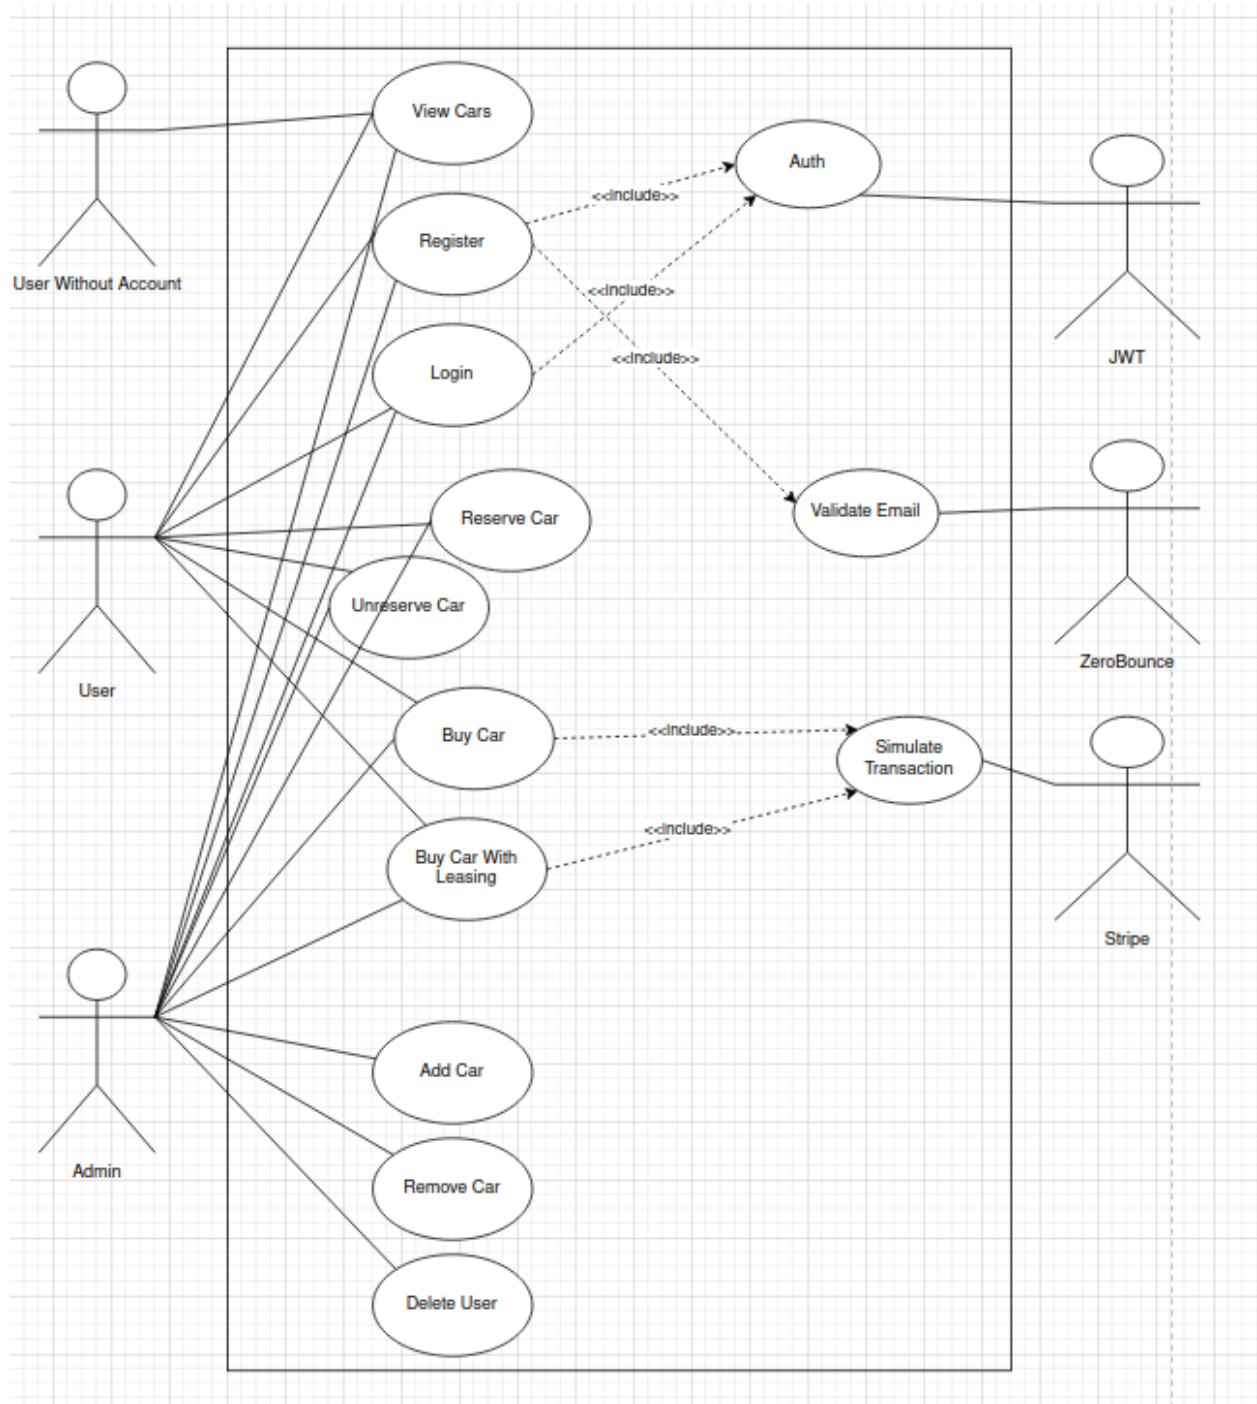 View Cars
Auth
<<include>>
Register
User Without Account
<<include>>
JWT
<<include>>
Login
Validate Email
Reserve Car
Unreserve Car
ZeroBounce
User
Buy Car
<<include>>
Simulate
Transaction
<<include>>
Buy Car With
Leasing
Stripe
Add Car
Admin
Remove Car
Delete User